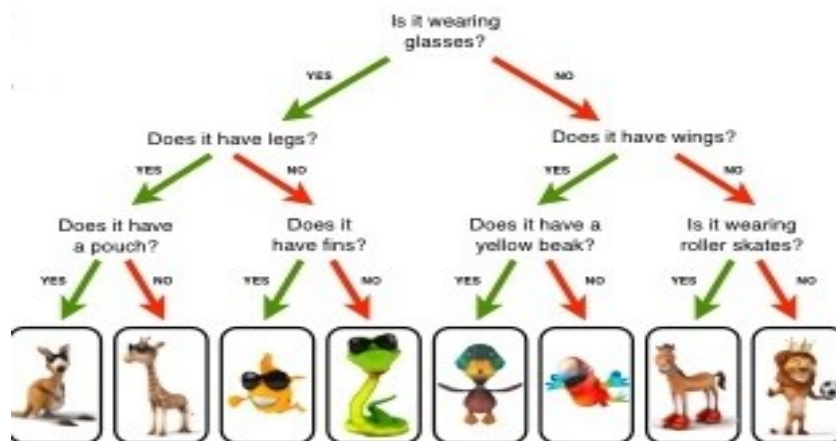 Is it wearing
glasses?
YES
NO
Does it have legs?
Does it have wings?
YES
NO
YES
NO
Does it have
a pouch?
Does it
have fins?
Does it have a
yellow beak?
Is it wearing
roller skates?
YES
NO
YES
NO
YES
NO
YES
NO